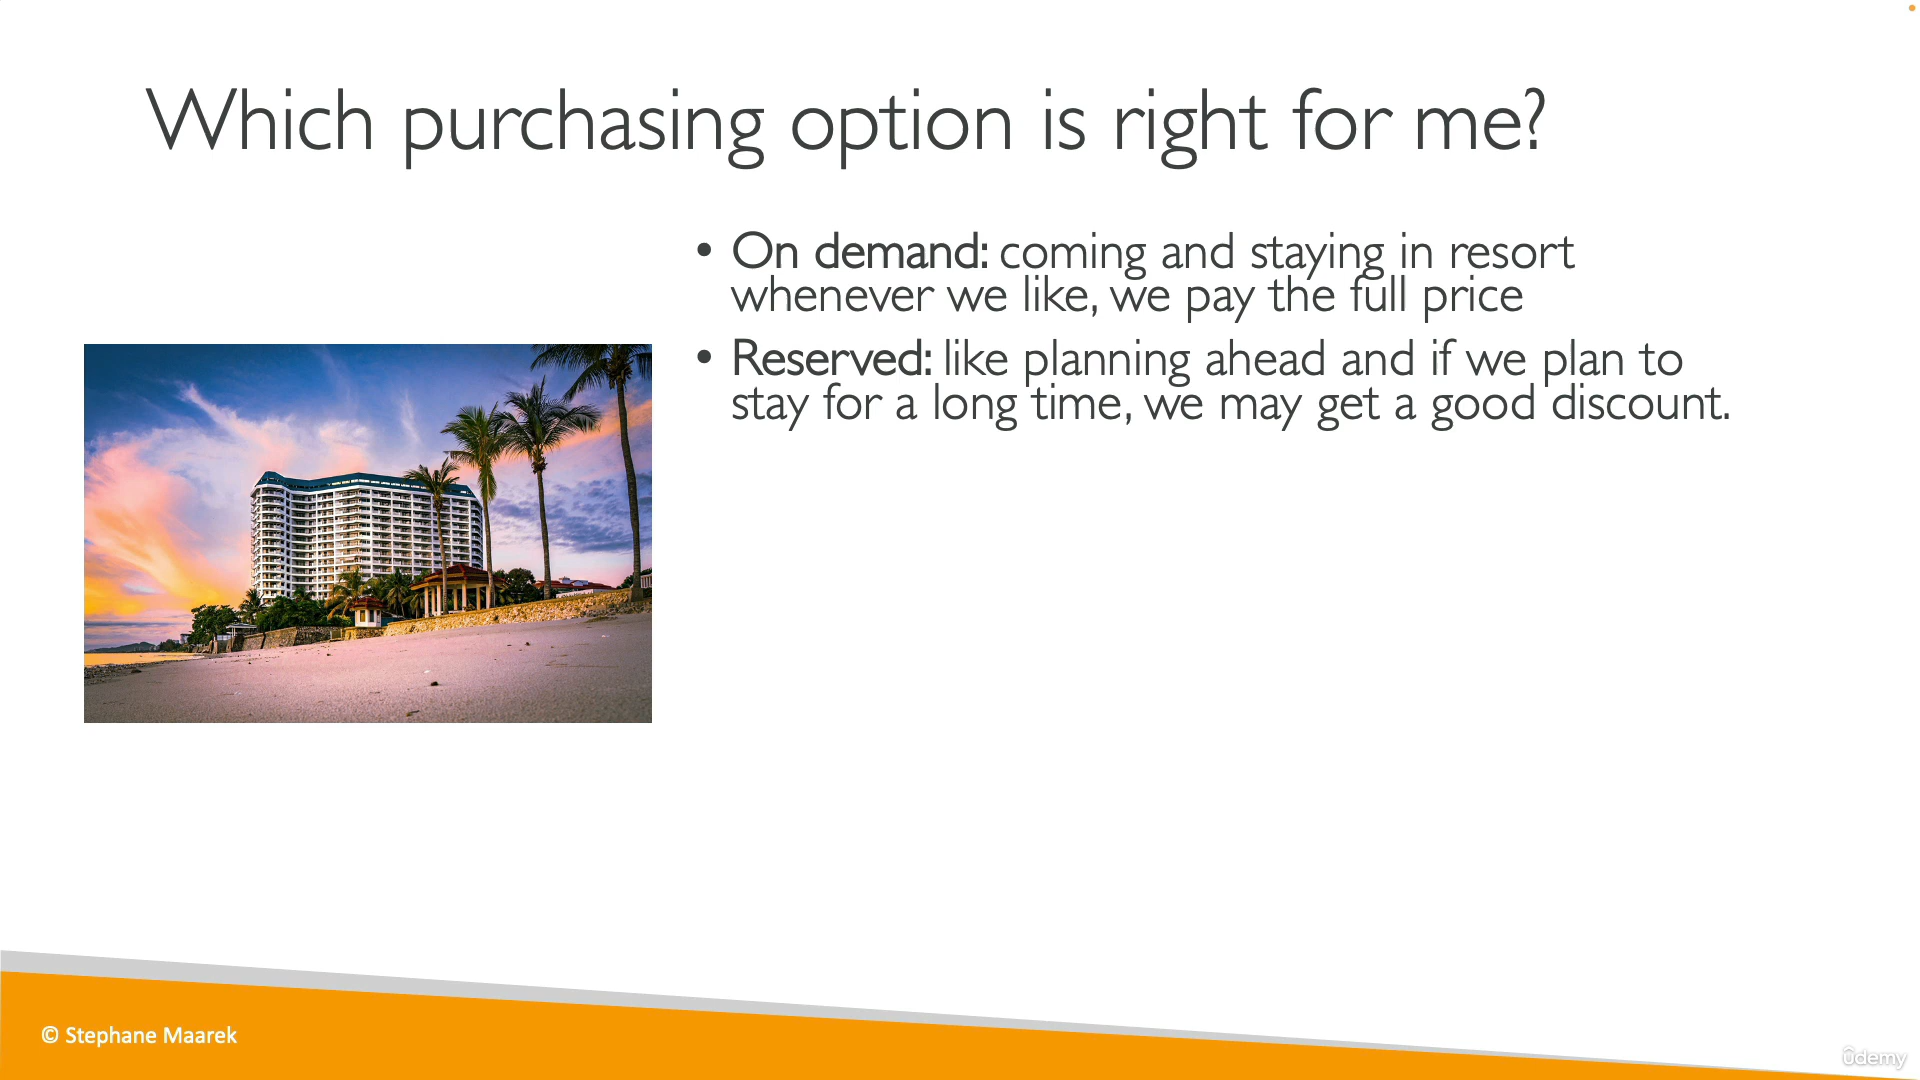 Which purchasing option is right for me?
• On demand: coming and staying in resort
whenever we like, we pay the full price
• Reserved: like planning ahead and if we plan to
stay for a long time, we may get a good discount.
© Stephane Maarek
ûdemy